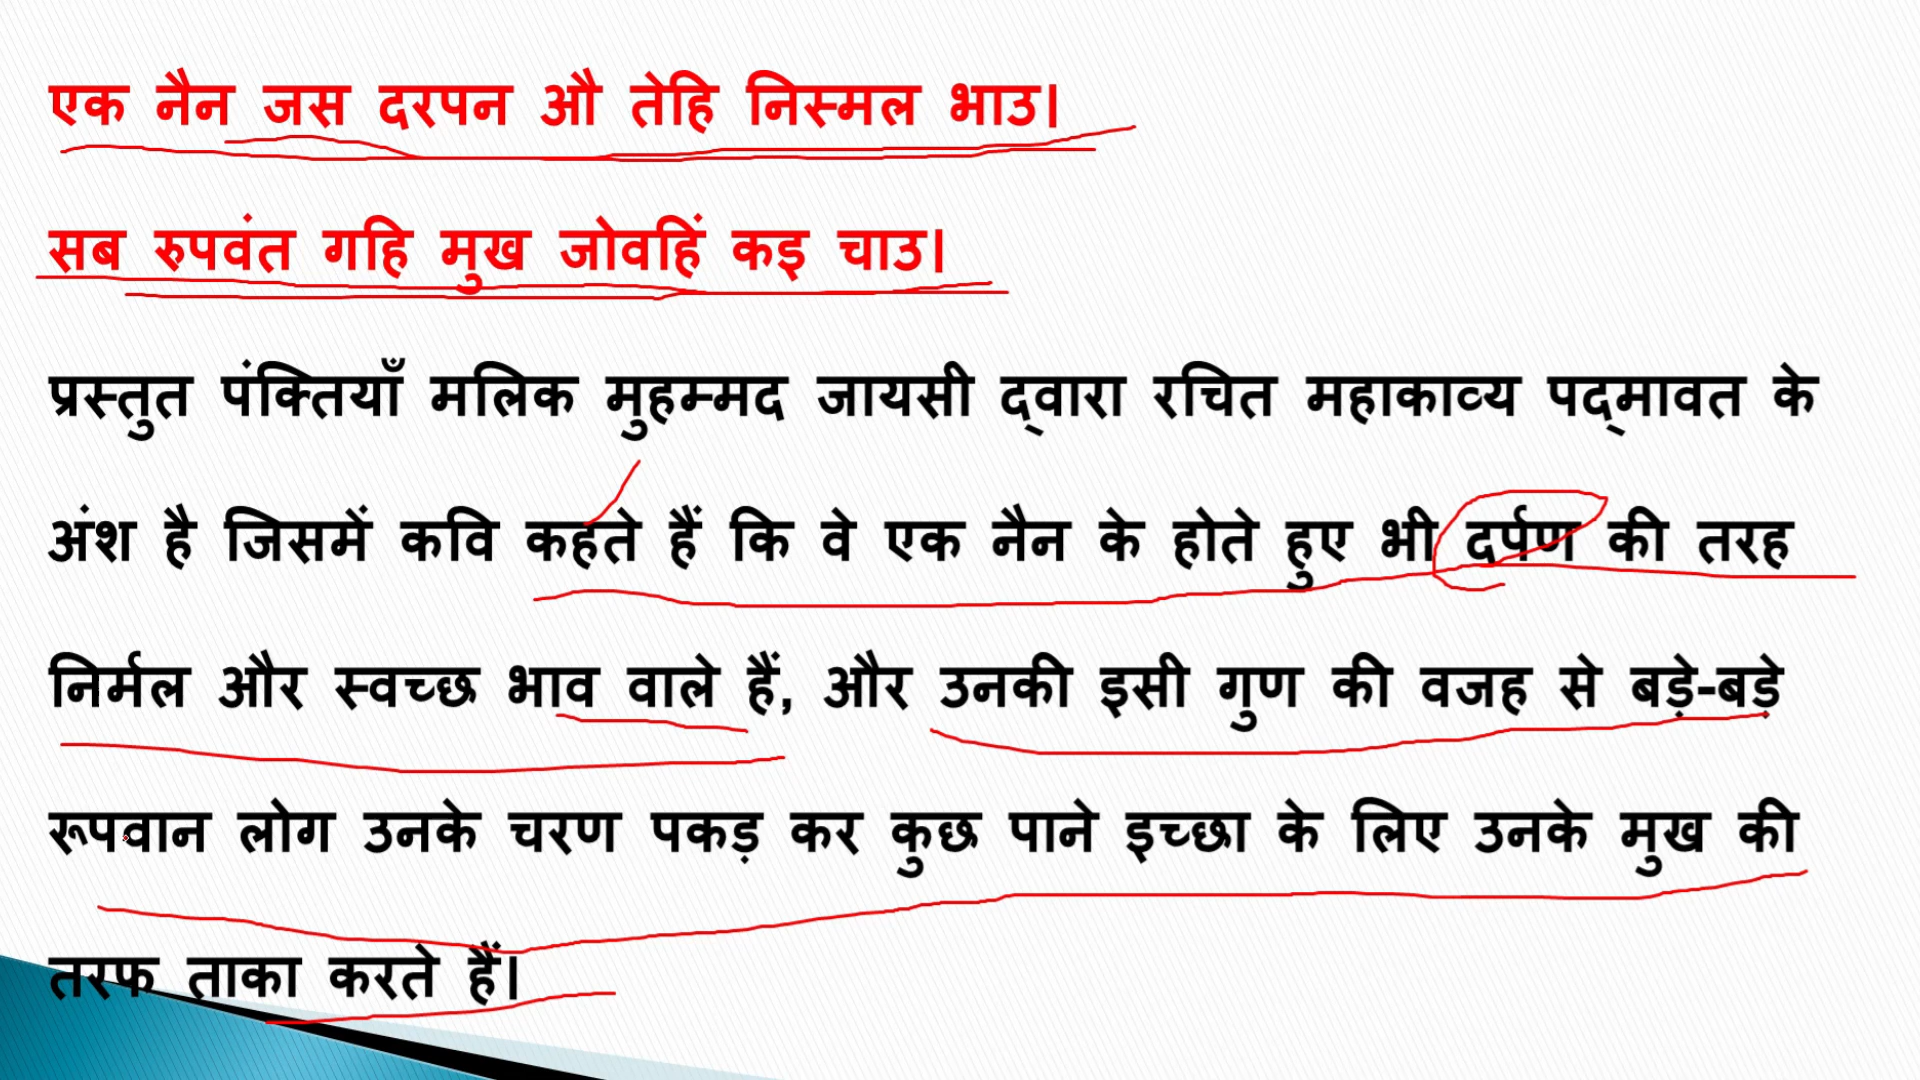 एक नैन जस दरपन औ तेहि निस्मल भाउ।
सब रुपवंत गहि मुख जोवहिं कइ चाउ।
प्रस्तुत पंक्तियाँ मलिक मुहम्मद जायसी द्वारा रचित महाकाव्य पद्मावत के
अंश है जिसमें कवि कहते हैं कि वे एक नैन के होते हुए भी दर्पण की तरह
निर्मल और स्वच्छ भाव वाले हैं, और उनकी इसी गुण की वजह से बड़े-बड़े
रूपवान लोग उनके चरण पकड़ कर कुछ पाने इच्छा के लिए उनके मुख की
तरफ ताका करते हैं।